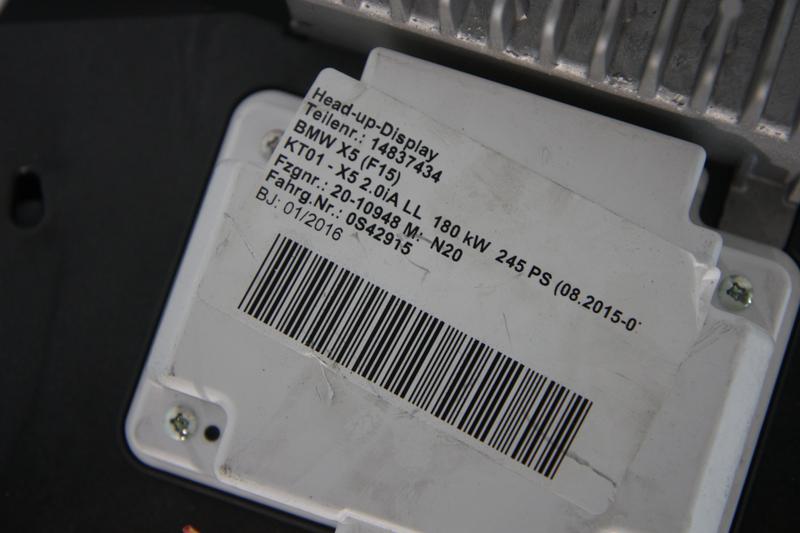 Head-up-Display
Teilenr.: 14837434
BMW X5 (F15)
KT01 - X5 2.0iA LL 180 kW 245 PS (08.2015-0
Fzgnr.: 20-10948 M: N20
Fahrg.Nr.: 0S42915
BJ: 01/2016